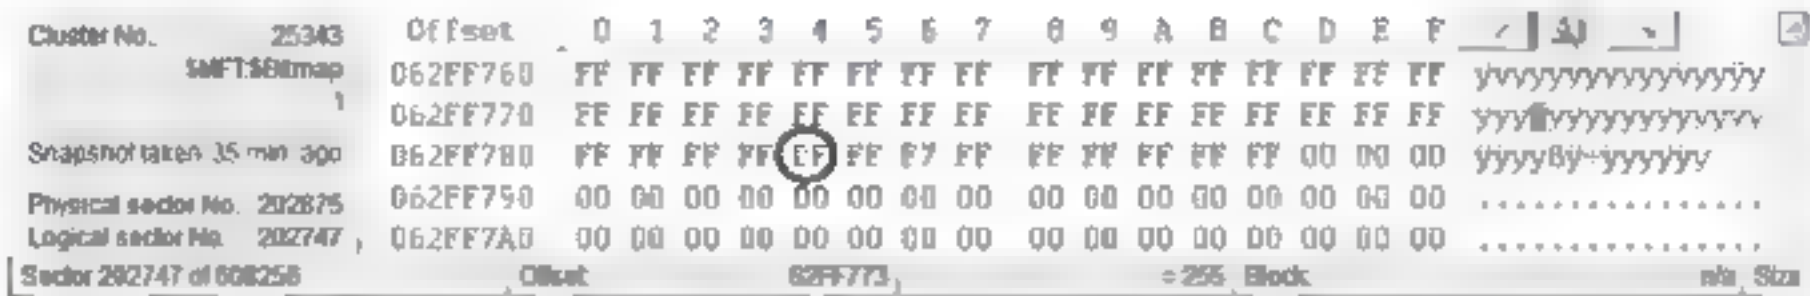 Cluster No. 25343 Offset 0 1 2 3 4 5 6 7 8 9 A B C D E F
$MFT:$Bitmap 062FF760 FF FF FF FF FF FF FF FF FF FF FF FF FF FF FF FF
1
062FF770 FF FF FF FF FF FF FF FF FF FF FF FF FF FF FF FF
Snapshot taken 35 min. ago 062FF780 FF FF FF FF FF F7 FF FF FF FF FF FF 00 00 00
Physical sector No. 202875 062FF790 00 00 00 00 00 00 00 00 00 00 00 00 00 00 00 00
Logical sector No. 202747 062FF7A0 00 00 00 00 00 00 00 00 00 00 00 00 00 00 00 00
Sector 202747 of 608256 Offset: 62FF773 = 255 Block: n/a Size